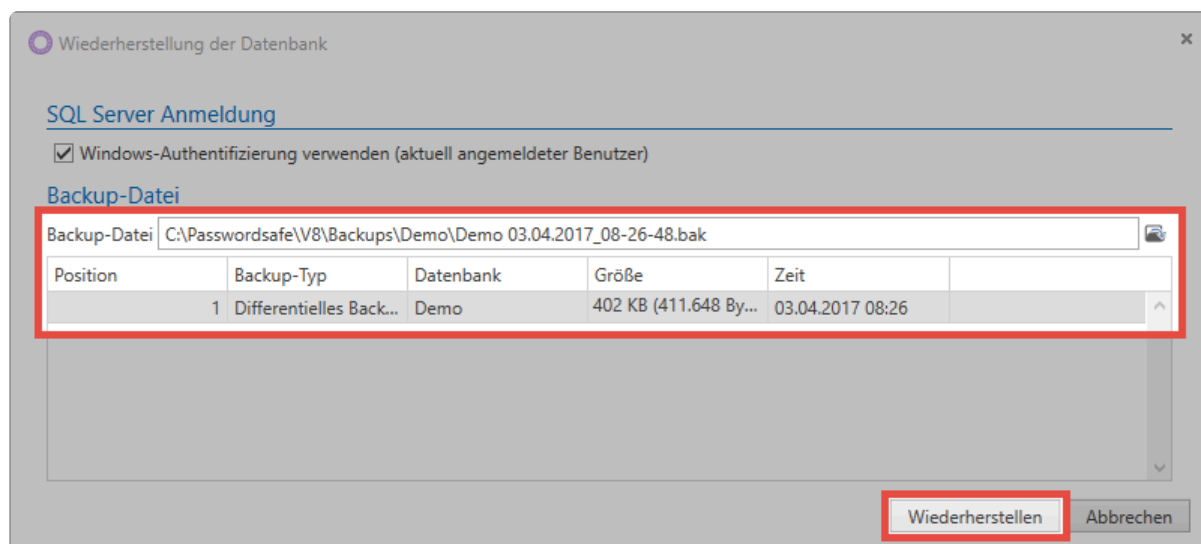 Wiederherstellung der Datenbank
SQL Server Anmeldung
Windows-Authentifizierung verwenden (aktuell angemeldeter Benutzer)
Backup-Datei
Backup-Datei C:\Passwordsafe\V8\Backups\Demo\Demo 03.04.2017_08-26-48.bak
Position Backup-Typ Datenbank Größe Zeit
1 Differentielles Back... Demo 402 KB (411.648 By... 03.04.2017 08:26
Wiederherstellen Abbrechen